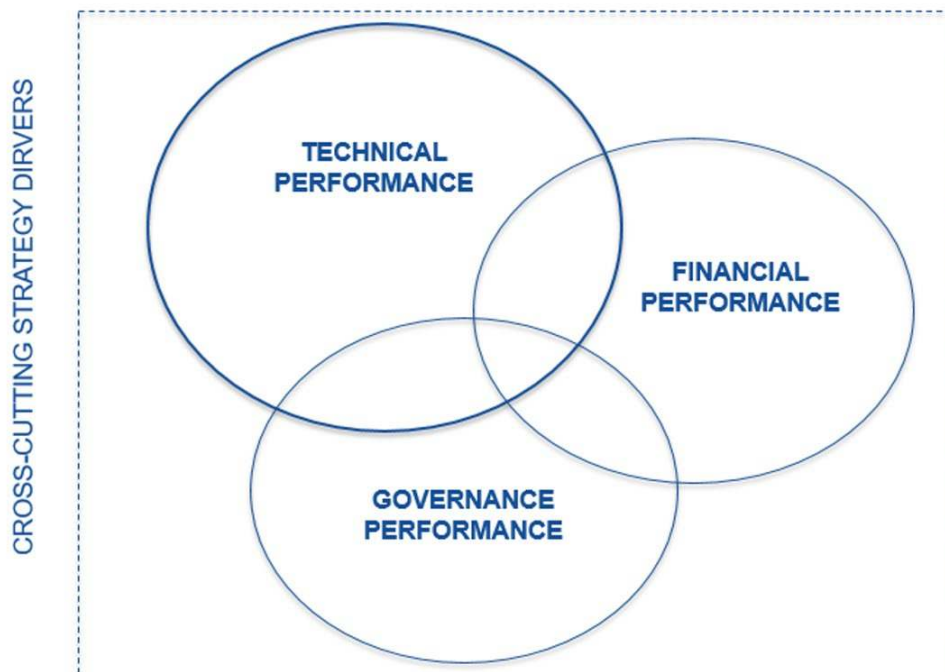 CROSS-CUTTING STRATEGY DIRVERS
TECHNICAL
PERFORMANCE
FINANCIAL
PERFORMANCE
GOVERNANCE
PERFORMANCE